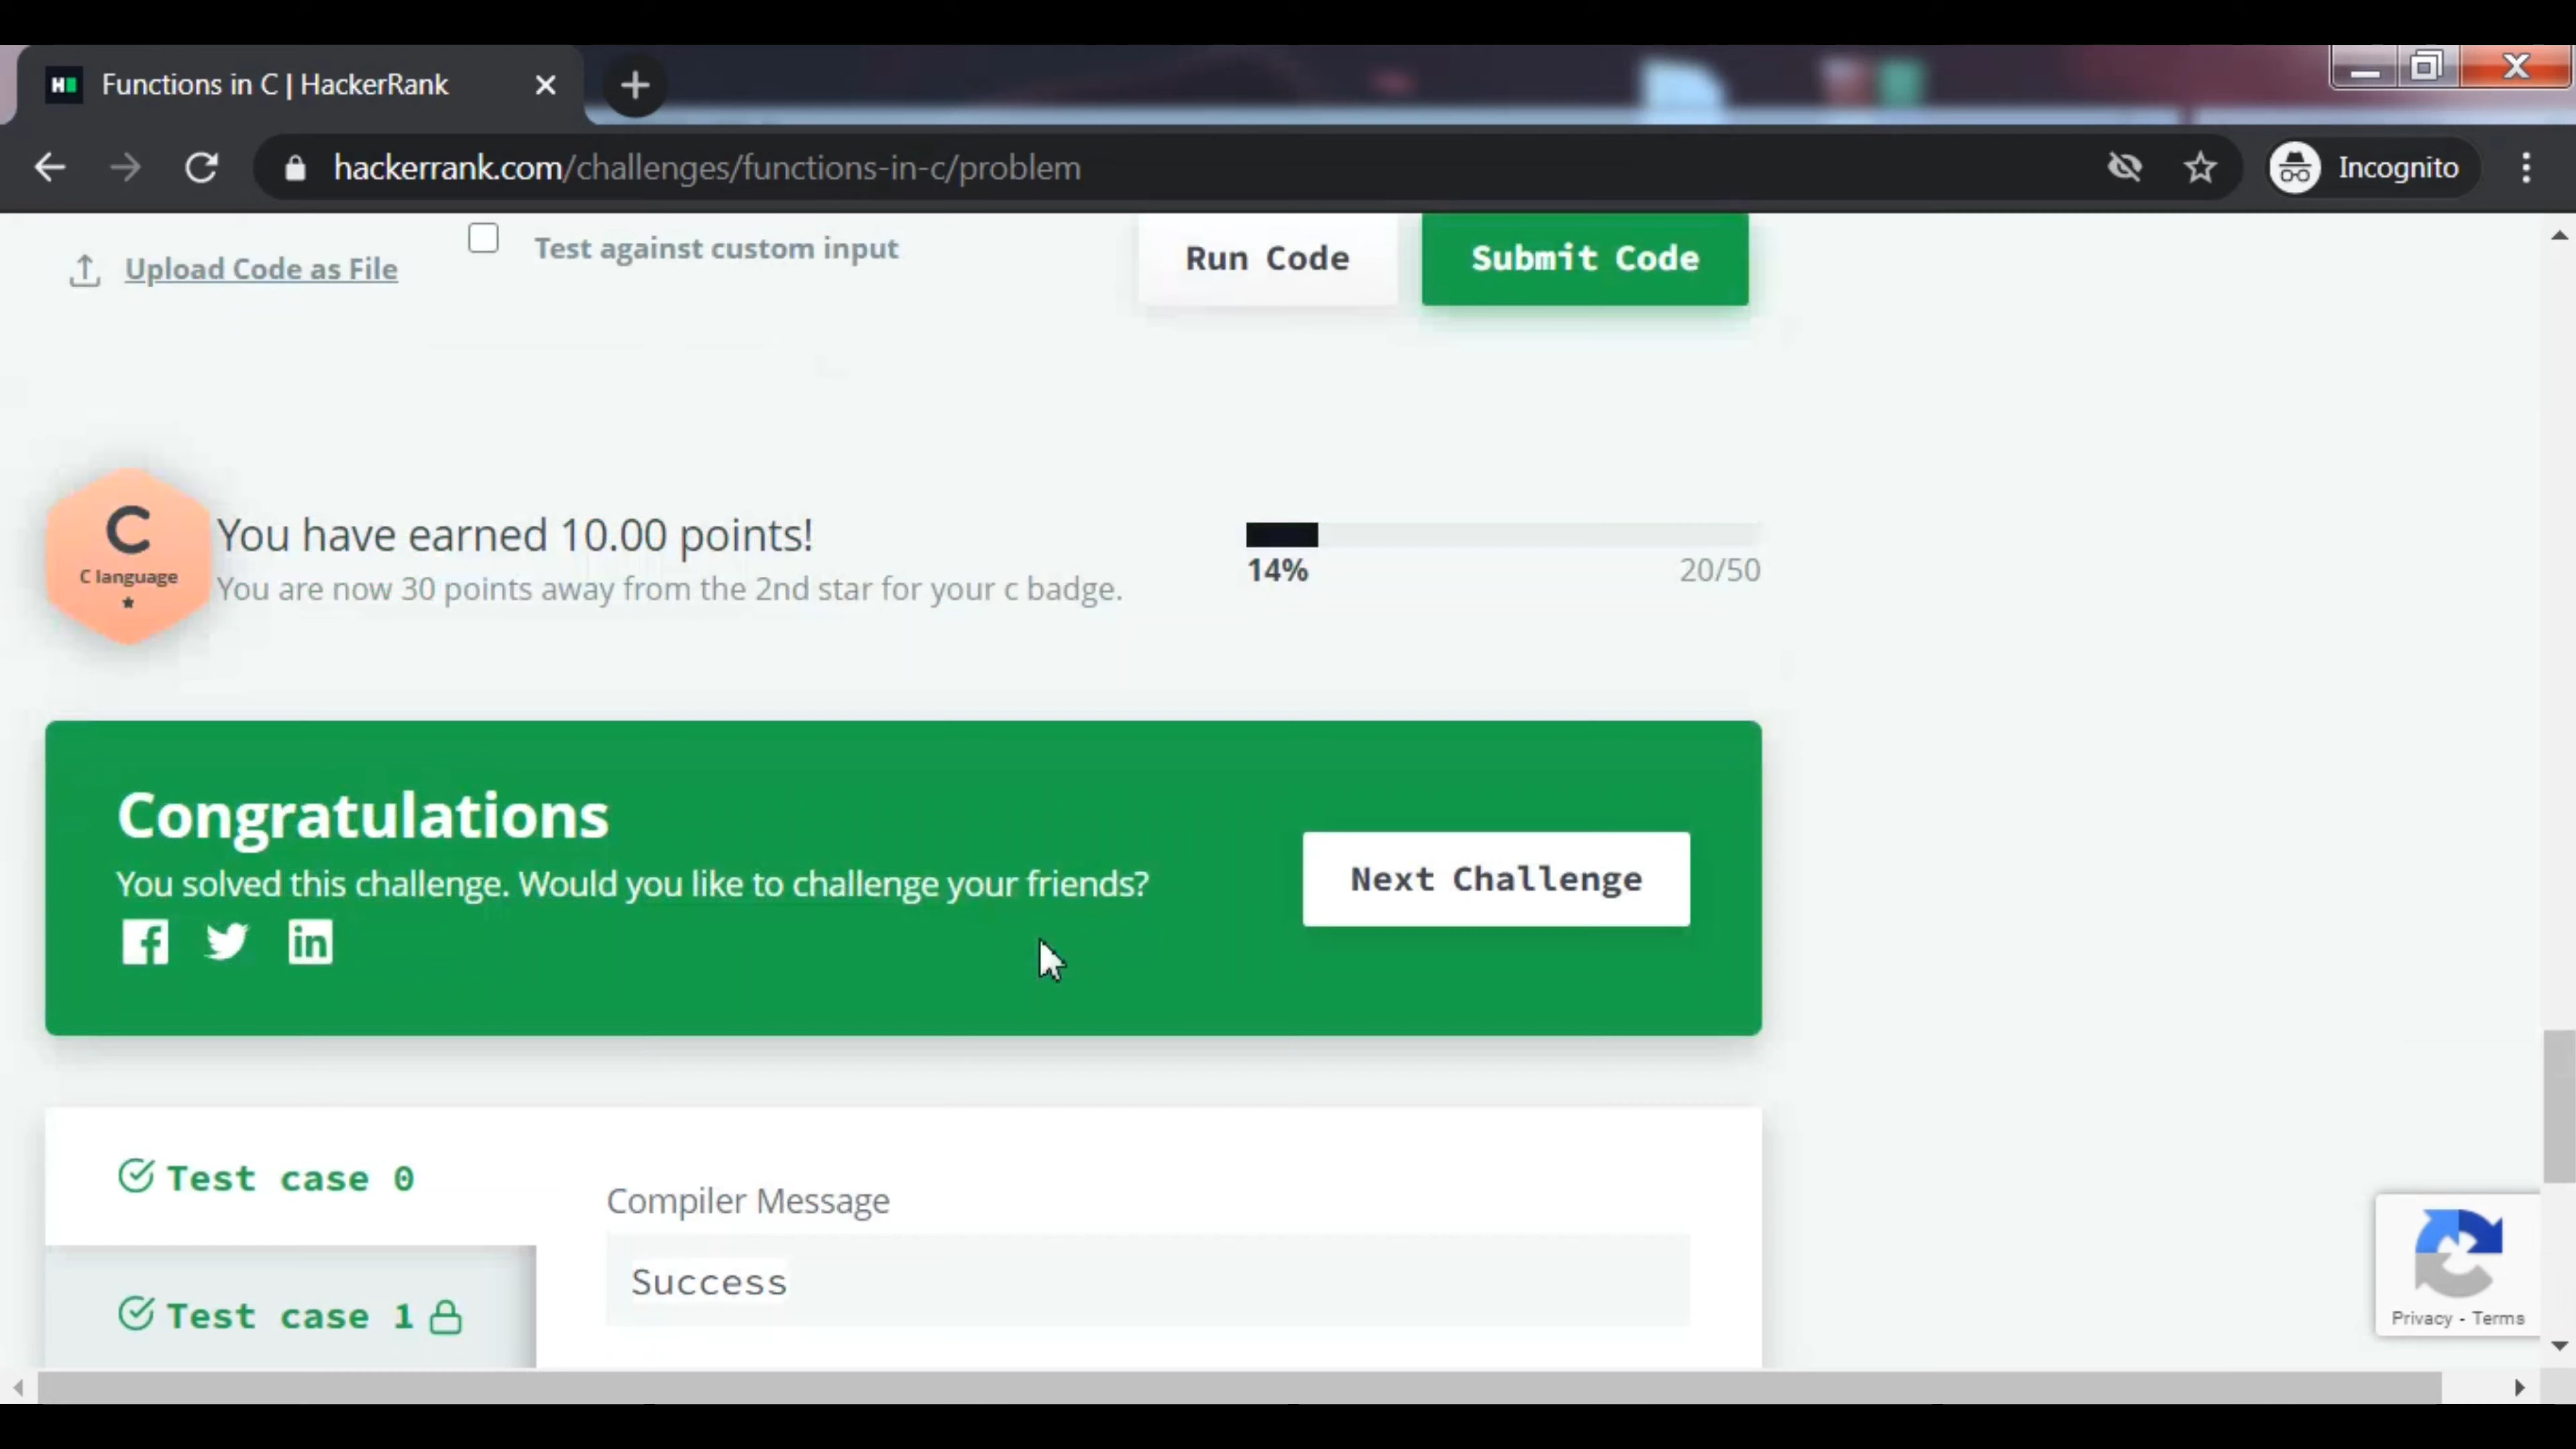 Functions in C | HackerRank
hackerrank.com/challenges/functions-in-c/problem
Incognito
Upload Code as File
Test against custom input
Run Code
Submit Code
C
C language
You have earned 10.00 points!
You are now 30 points away from the 2nd star for your c badge.
14%
20/50
Congratulations
You solved this challenge. Would you like to challenge your friends?
Next Challenge
Test case 0
Compiler Message
Success
Test case 1
Privacy - Terms